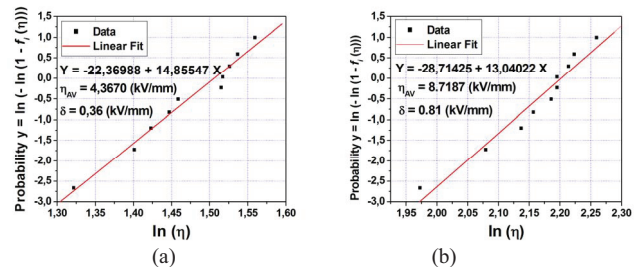 Probability y = ln (- ln (1 - fᵢ (η)))
1,5
1,0
0,5
0,0
-0,5
-1,0
-1,5
-2,0
-2,5
-3,0
Data
Linear Fit
Y = -22,36988 + 14,85547 X
η_AV = 4,3670 (kV/mm)
δ = 0,36 (kV/mm)
1,30 1,35 1,40 1,45 1,50 1,55 1,60
ln (η)
(a)
Probability y = ln (- ln (1 - fᵢ (η)))
1,5
1,0
0,5
0,0
-0,5
-1,0
-1,5
-2,0
-2,5
-3,0
Data
Linear Fit
Y = -28,71425 + 13,04022 X
η_AV = 8.7187 (kV/mm)
δ = 0.81 (kV/mm)
1,95 2,00 2,05 2,10 2,15 2,20 2,25 2,30
ln (η)
(b)